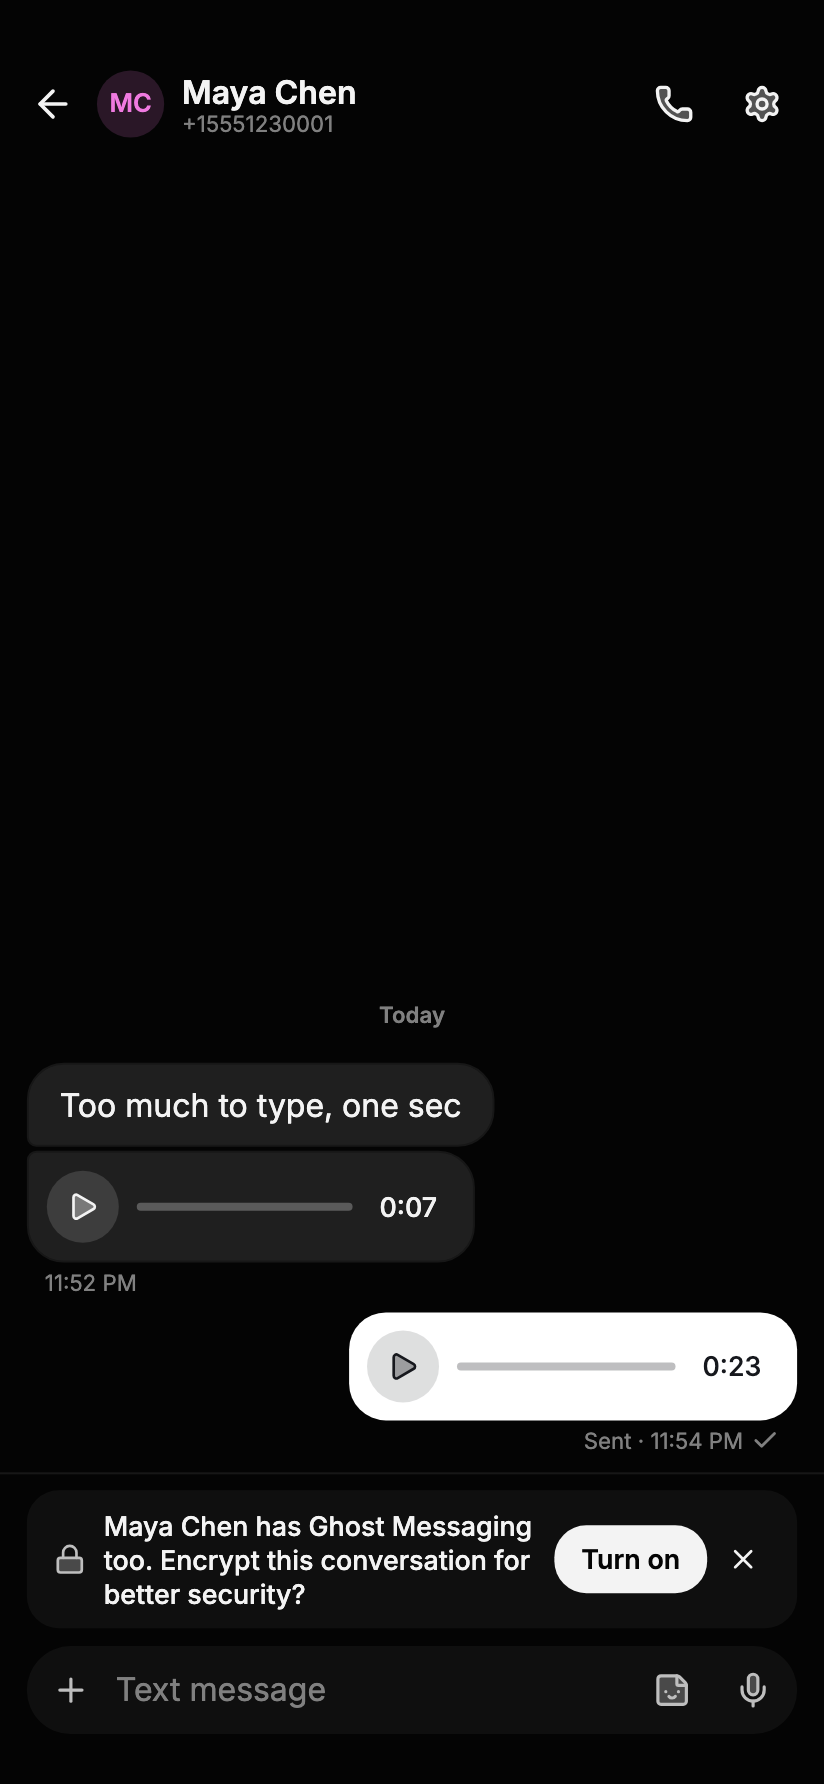 MC
Maya Chen
+15551230001
Today
Too much to type, one sec
0:07
11:52 PM
0:23
Sent · 11:54 PM
Maya Chen has Ghost Messaging
too. Encrypt this conversation for
better security?
Turn on
Text message